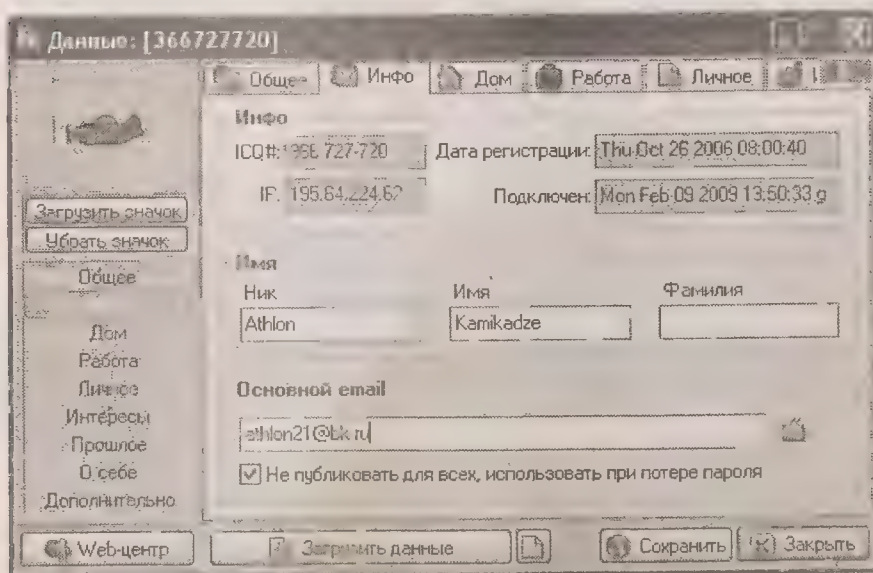 Данные: [366727720]
Общее Инфо Дом Работа Личное
Инфо
ICQ#: 727-720 Дата регистрации: Thu Oct 26 2006 08:00:40
IP: 195.64.224.62 Подключен: Mon Feb 09 2009 13:50:33 g
Загрузить значок
Убрать значок
Общее
Дом
Работа
Личное
Интересы
Прошлое
О себе
Дополнительно
Имя
Ник Имя Фамилия
Athlon Kamikadze
Основной email
athlon21@bk.ru
Не публиковать для всех, использовать при потере пароля
Web-центр Загрузить данные Сохранить Закрыть